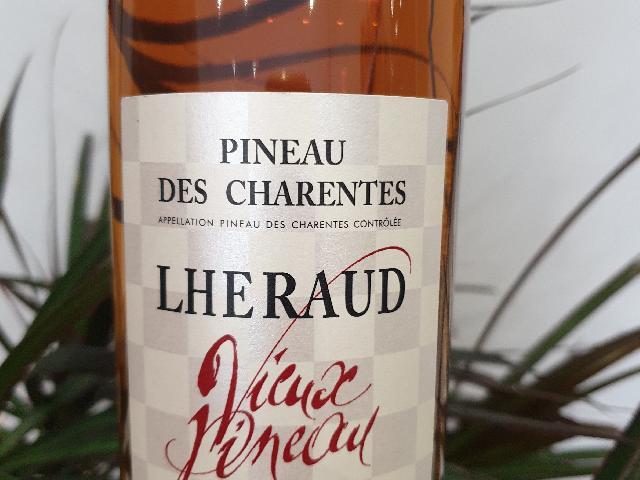 PINEAU
DES CHARENTES
APPELLATION PINEAU DES CHARENTES CONTRÔLÉE
LHERAUD
Vieux
Pineau